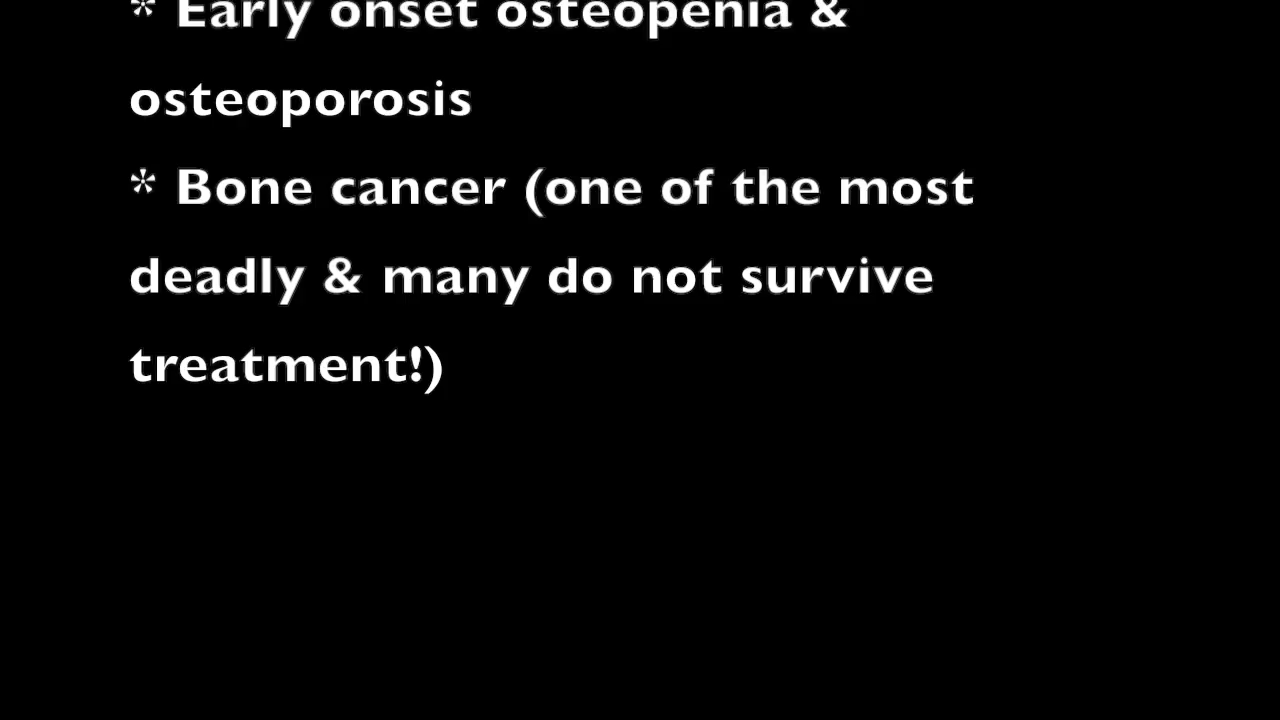 * Early onset osteopenia &
osteoporosis
* Bone cancer (one of the most
deadly & many do not survive
treatment!)